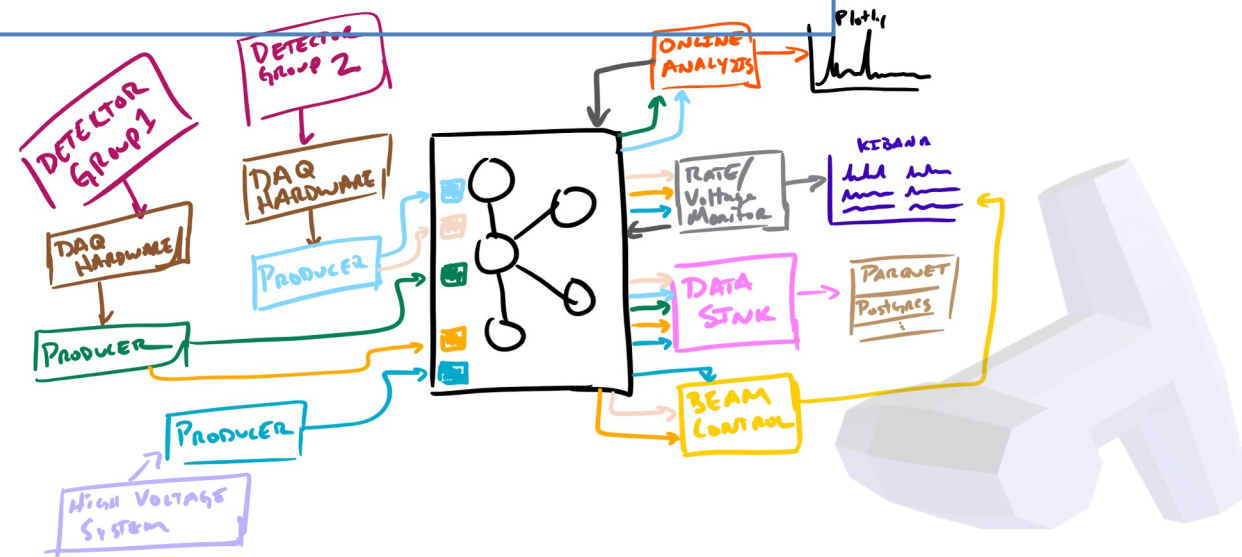 DETECTOR
GROUP 1
DAQ
HARDWARE
PRODUCER
DETECTOR
GROUP 2
DAQ
HARDWARE
PRODUCER
PRODUCER
HIGH VOLTAGE
SYSTEM
ONLINE
ANALYSIS
Plotly
RATE/
Voltage
Monitor
KIBANA
DATA
SINK
PARQUET
POSTGRES
BEAM
CONTROL